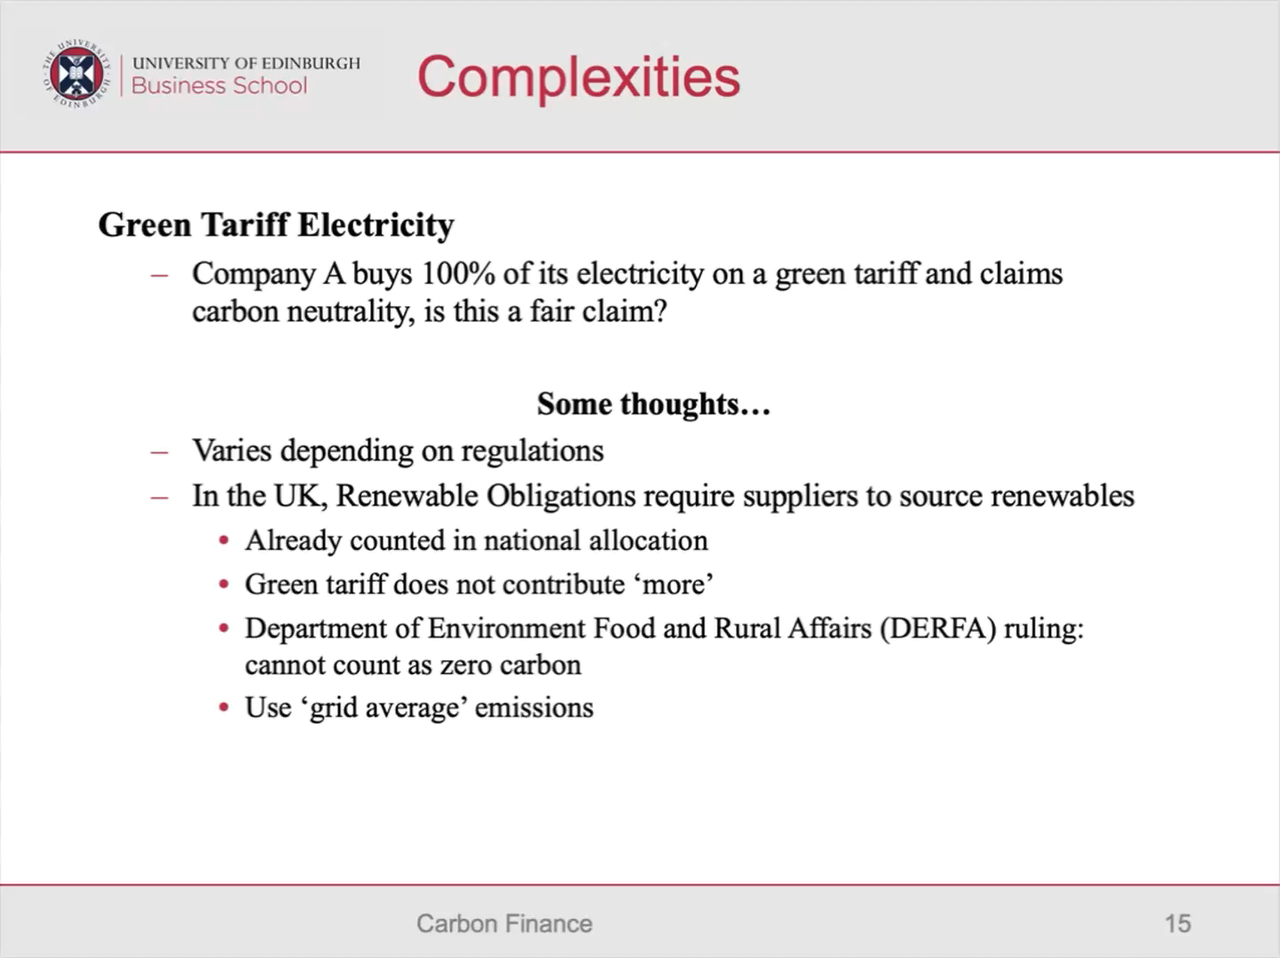 THE UNIVERSITY OF EDINBURGH
UNIVERSITY OF EDINBURGH
Business School
Complexities
Green Tariff Electricity
– Company A buys 100% of its electricity on a green tariff and claims
carbon neutrality, is this a fair claim?
Some thoughts…
– Varies depending on regulations
– In the UK, Renewable Obligations require suppliers to source renewables
• Already counted in national allocation
• Green tariff does not contribute ‘more’
• Department of Environment Food and Rural Affairs (DERFA) ruling:
cannot count as zero carbon
• Use ‘grid average’ emissions
Carbon Finance
15